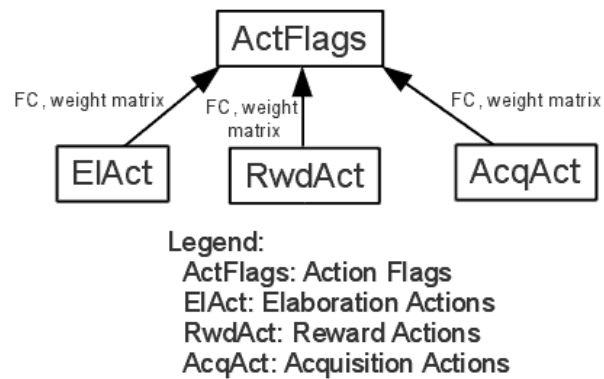 ActFlags
FC, weight matrix
FC, weight
matrix
FC, weight matrix
ElAct
RwdAct
AcqAct
Legend:
ActFlags: Action Flags
ElAct: Elaboration Actions
RwdAct: Reward Actions
AcqAct: Acquisition Actions